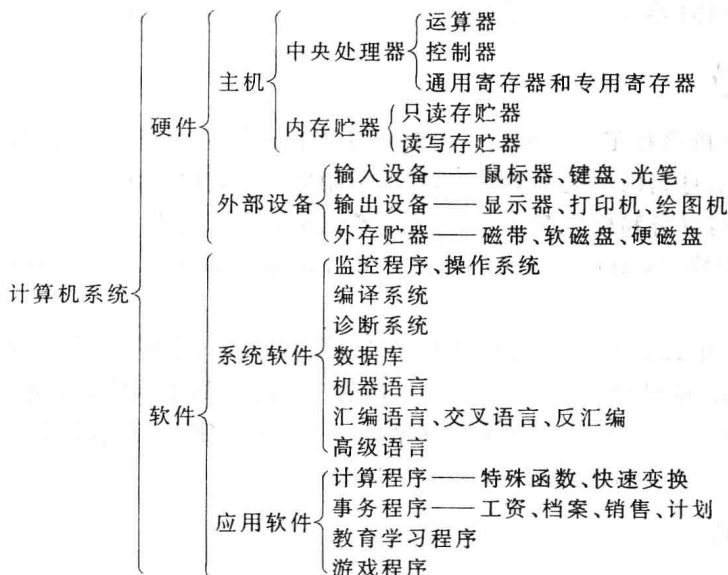 运算器
中央处理器
控制器
主机
通用寄存器和专用寄存器
硬件
内存贮器
只读存贮器
读写存贮器
输入设备——鼠标器、键盘、光笔
外部设备
输出设备——显示器、打印机、绘图机
外存贮器——磁带、软磁盘、硬磁盘
计算机系统
监控程序、操作系统
编译系统
诊断系统
系统软件
数据库
机器语言
软件
汇编语言、交叉语言、反汇编
高级语言
计算程序——特殊函数、快速变换
应用软件
事务程序——工资、档案、销售、计划
教育学习程序
游戏程序